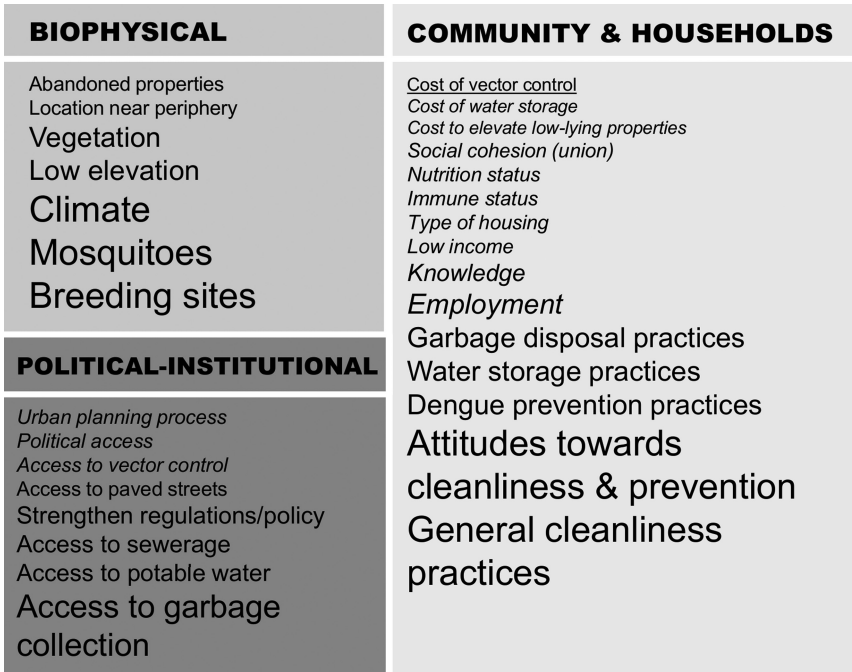 BIOPHYSICAL
Abandoned properties
Location near periphery
Vegetation
Low elevation
Climate
Mosquitoes
Breeding sites
POLITICAL-INSTITUTIONAL
Urban planning process
Political access
Access to vector control
Access to paved streets
Strengthen regulations/policy
Access to sewerage
Access to potable water
Access to garbage
collection
COMMUNITY & HOUSEHOLDS
Cost of vector control
Cost of water storage
Cost to elevate low-lying properties
Social cohesion (union)
Nutrition status
Immune status
Type of housing
Low income
Knowledge
Employment
Garbage disposal practices
Water storage practices
Dengue prevention practices
Attitudes towards
cleanliness & prevention
General cleanliness
practices